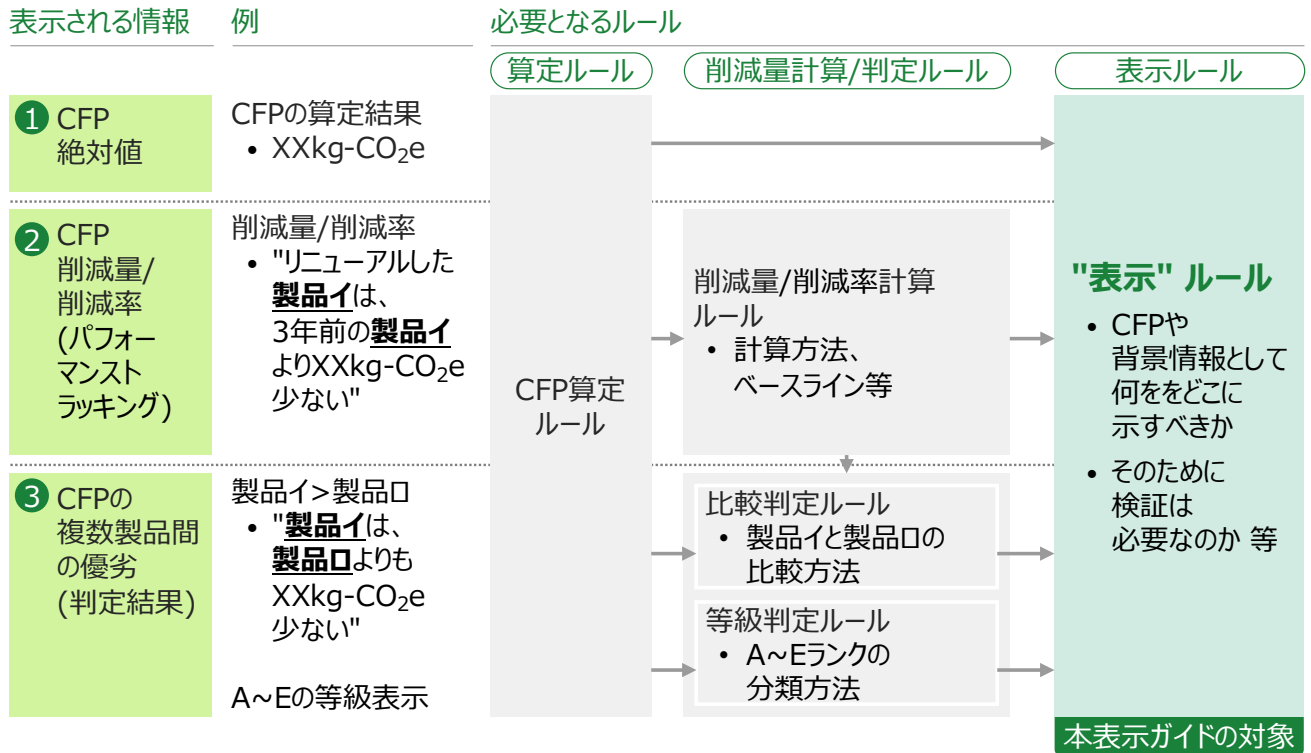 表示される情報
例
必要となるルール
算定ルール
削減量計算/判定ルール
表示ルール
1 CFP
絶対値
CFPの算定結果
• XXkg-CO₂e
2 CFP
削減量/
削減率
(パフォー
マンスト
ラッキング)
削減量/削減率
• "リニューアルした
製品イは、
3年前の製品イ
よりXXkg-CO₂e
少ない"
3 CFPの
複数製品間
の優劣
(判定結果)
製品イ>製品ロ
• "製品イは、
製品ロよりも
XXkg-CO₂e
少ない"
A~Eの等級表示
CFP算定
ルール
削減量/削減率計算
ルール
• 計算方法、
ベースライン等
比較判定ルール
• 製品イと製品ロの
比較方法
等級判定ルール
• A~Eランクの
分類方法
"表示" ルール
• CFPや
背景情報として
何ををどこに
示すべきか
• そのために
検証は
必要なのか 等
本表示ガイドの対象